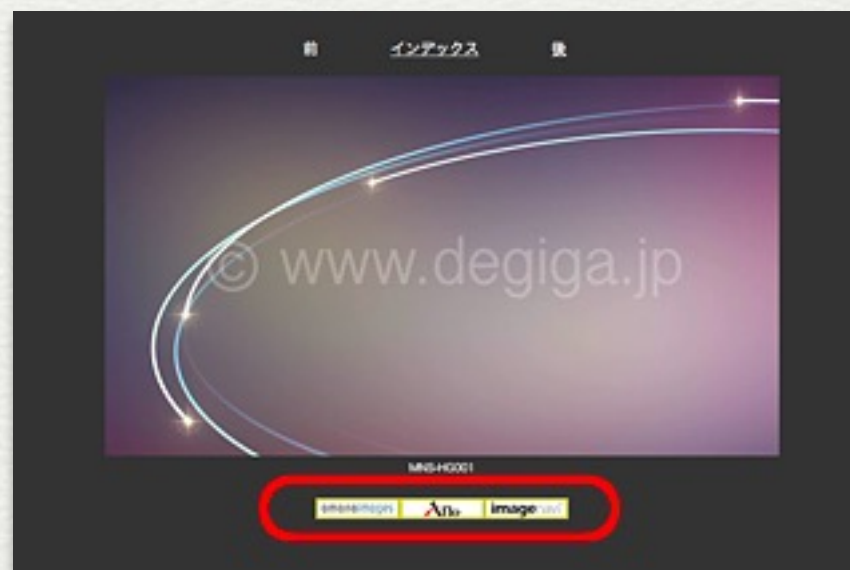 前 インデックス 後
© www.degiga.jp
MNS-HG001
amanaimages Aflo imagenavi